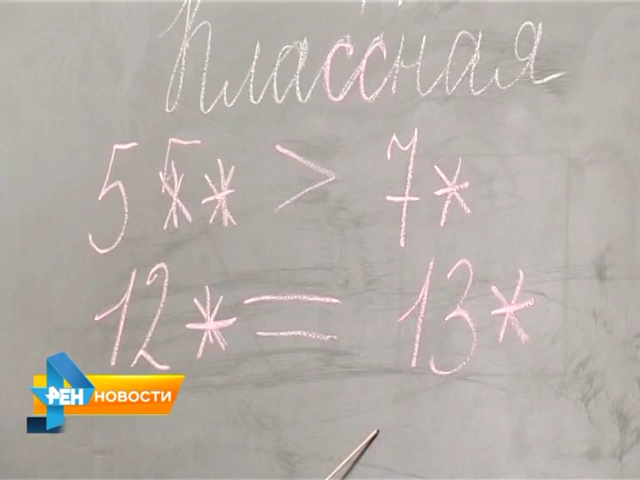 Классная
5** > 7*
12* = 13*
РЕН НОВОСТИ